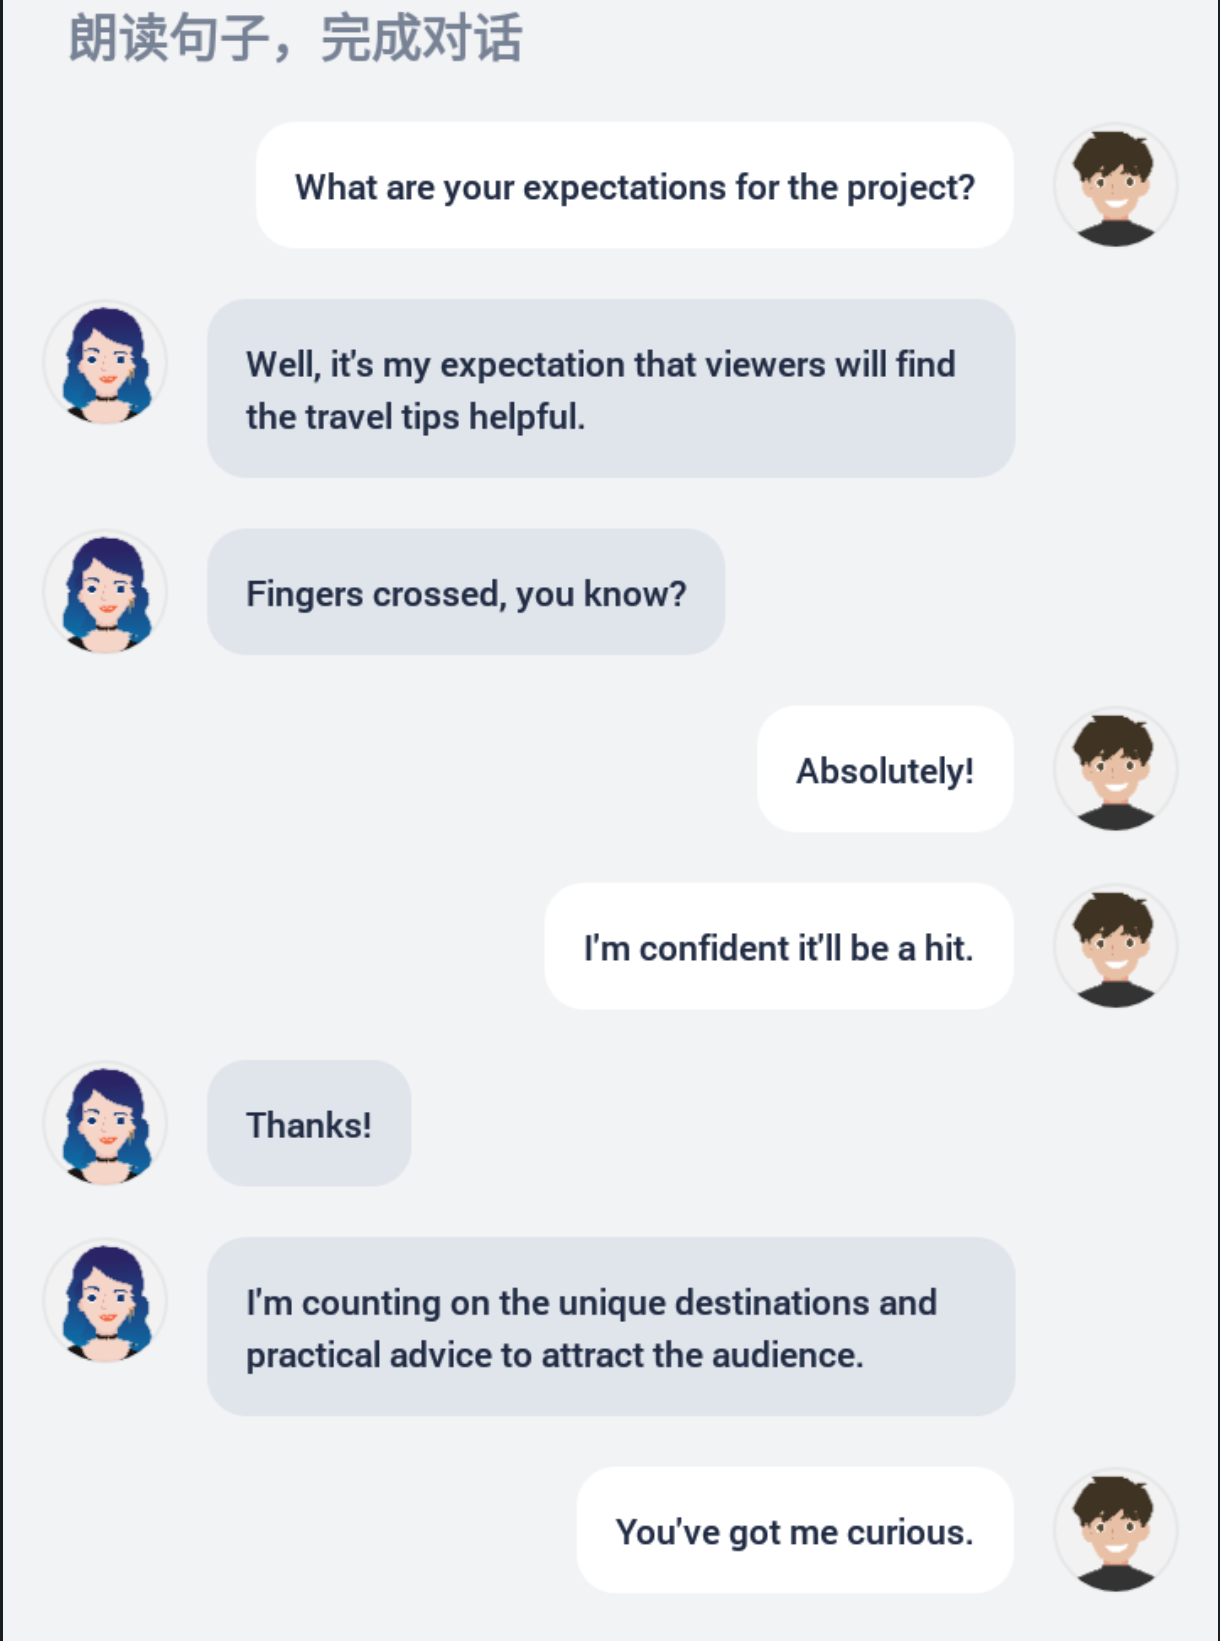 朗读句子，完成对话
What are your expectations for the project?
Well, it's my expectation that viewers will find
the travel tips helpful.
Fingers crossed, you know?
Absolutely!
I'm confident it'll be a hit.
Thanks!
I'm counting on the unique destinations and
practical advice to attract the audience.
You've got me curious.